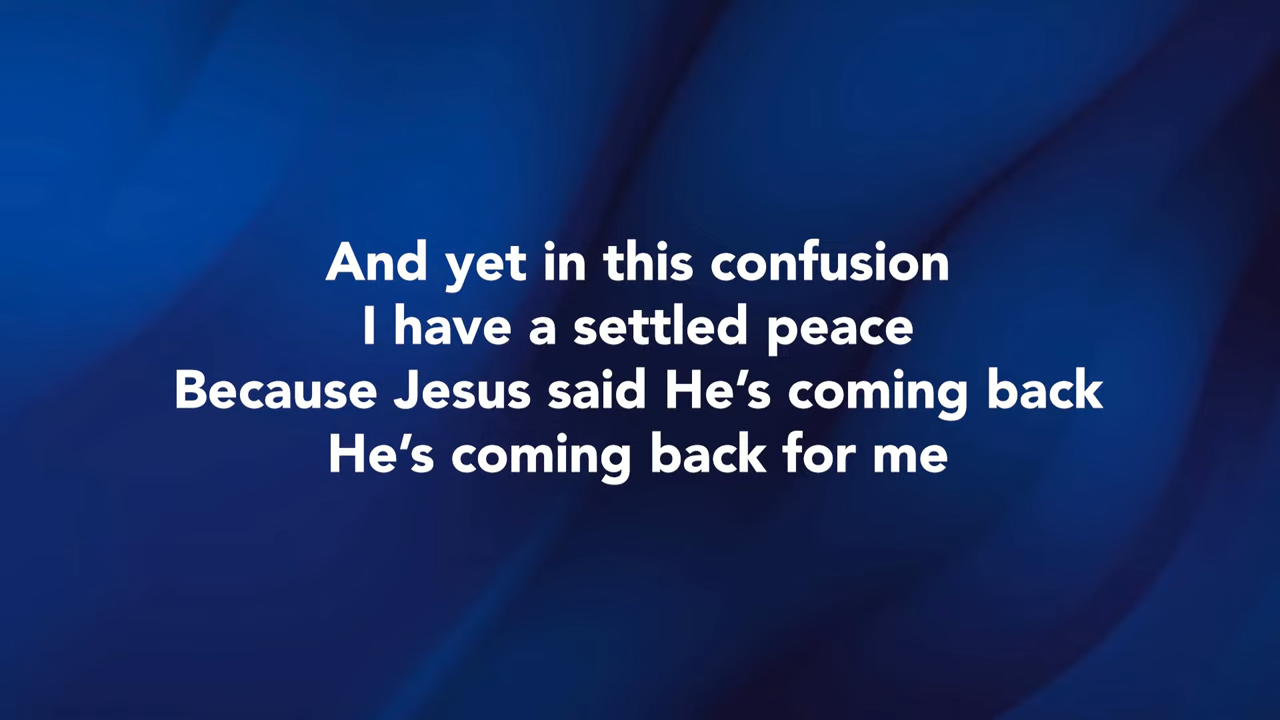 And yet in this confusion
I have a settled peace
Because Jesus said He’s coming back
He’s coming back for me